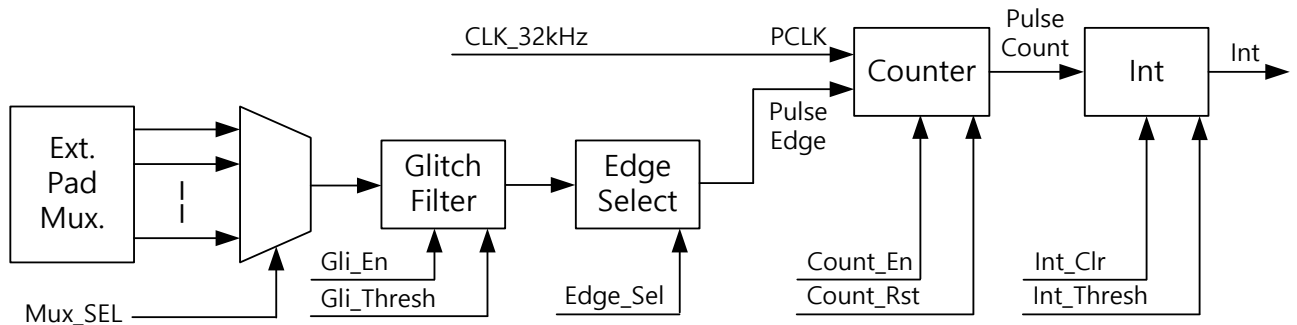 CLK_32kHz
PCLK
Pulse
Count
Int
Counter
Int
Ext.
Pad
Mux.
Glitch
Filter
Edge
Select
Pulse
Edge
Gli_En
Gli_Thresh
Edge_Sel
Count_En
Count_Rst
Int_Clr
Int_Thresh
Mux_SEL